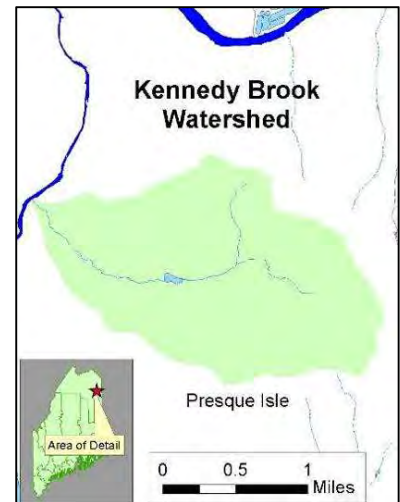 Kennedy Brook
Watershed
Presque Isle
Area of Detail
0 0.5 1
Miles